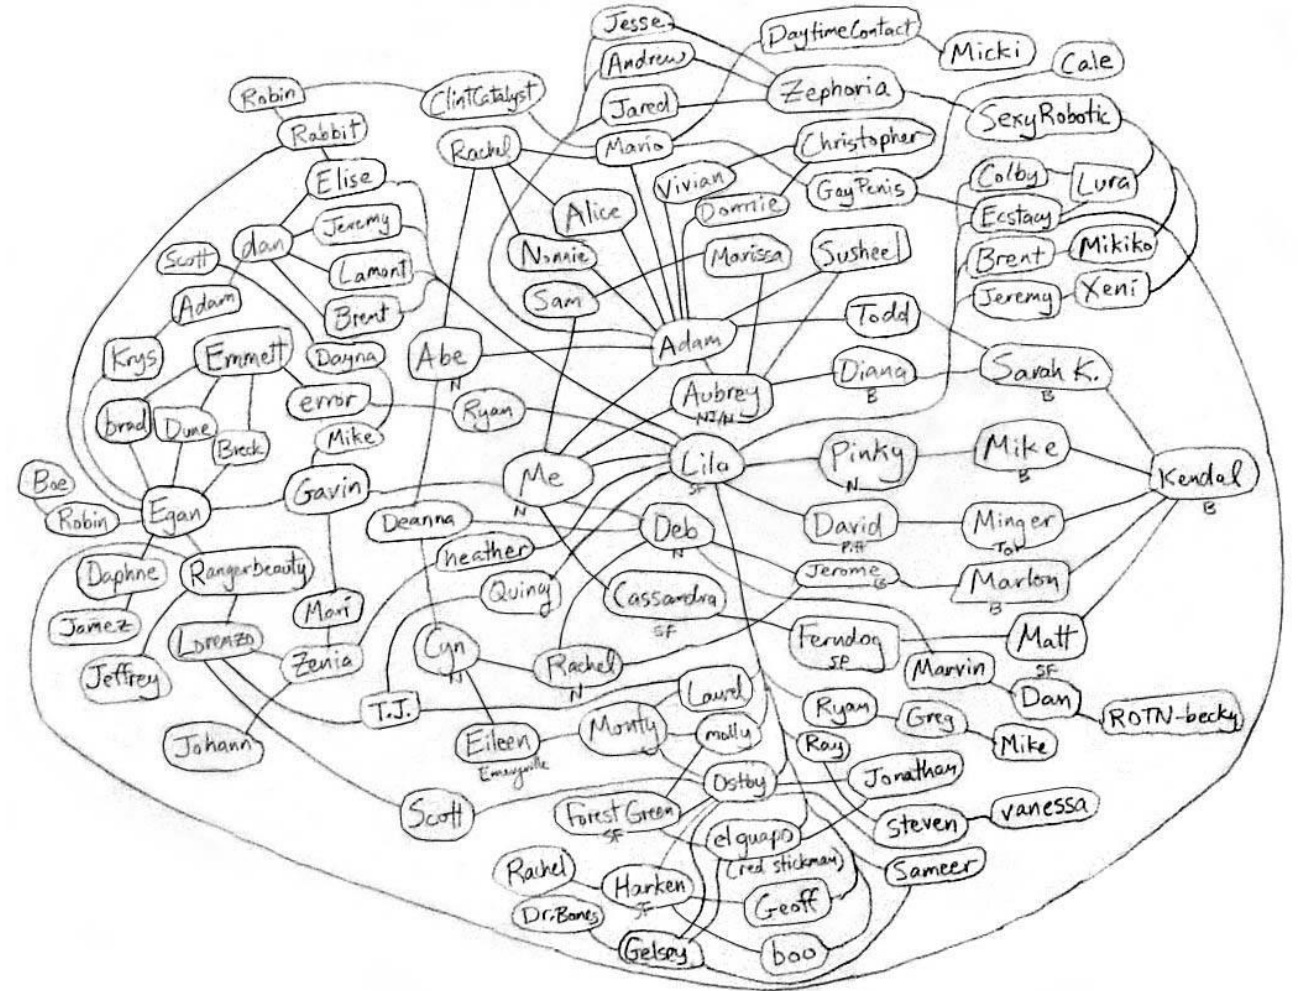 Jesse
DaytimeContact
Micki
Andrew
Cale
Robin
ClintCatalyst
Zephoria
Jared
SexyRobotic
Rabbit
Rachel
Mario
Christopher
Elise
Vivian
GayPenis
Colby
Lura
Alice
Donnie
Ecstacy
Jeremy
dan
Nonnie
Marissa
Susheel
Brent
Mikiko
Scott
Lamont
Sam
Jeremy
Xeni
Adam
Brent
Todd
Krys
Emmett
Dayna
Abe
N
Adam
Diana
B
Sarah K.
B
error
Ryan
Aubrey
NJ/N
brad
Dune
Breck
Mike
Lila
SF
Pinky
N
Mike
B
Kendal
B
Boe
Robin
Egan
Gavin
Me
N
Deanna
Deb
N
David
P.A
Minger
Tor
heather
Daphne
Rangerbeauty
Quincy
Cassandra
SF
Jerome
B
Marlon
B
Jamez
Mari
Lorenzo
Zenia
Cyn
N
Rachel
N
Ferndog
SF
Matt
SF
Marvin
Jeffrey
T.J.
Laurel
Dan
ROTN-becky
Johann
Eileen
Emeryville
Monty
molly
Ryan
Greg
Mike
Ray
Ostby
Jonathan
Scott
Forest Green
SF
el guapo
(red stickman)
steven
vanessa
Sameer
Rachel
Harken
SF
Geoff
Dr.Bones
Gelsey
boo